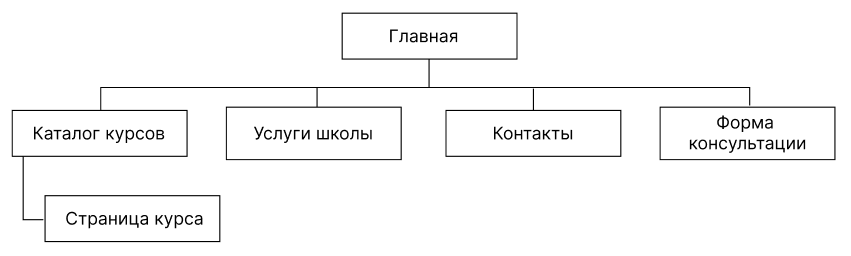 Главная
Каталог курсов
Услуги школы
Контакты
Форма
консультации
Страница курса